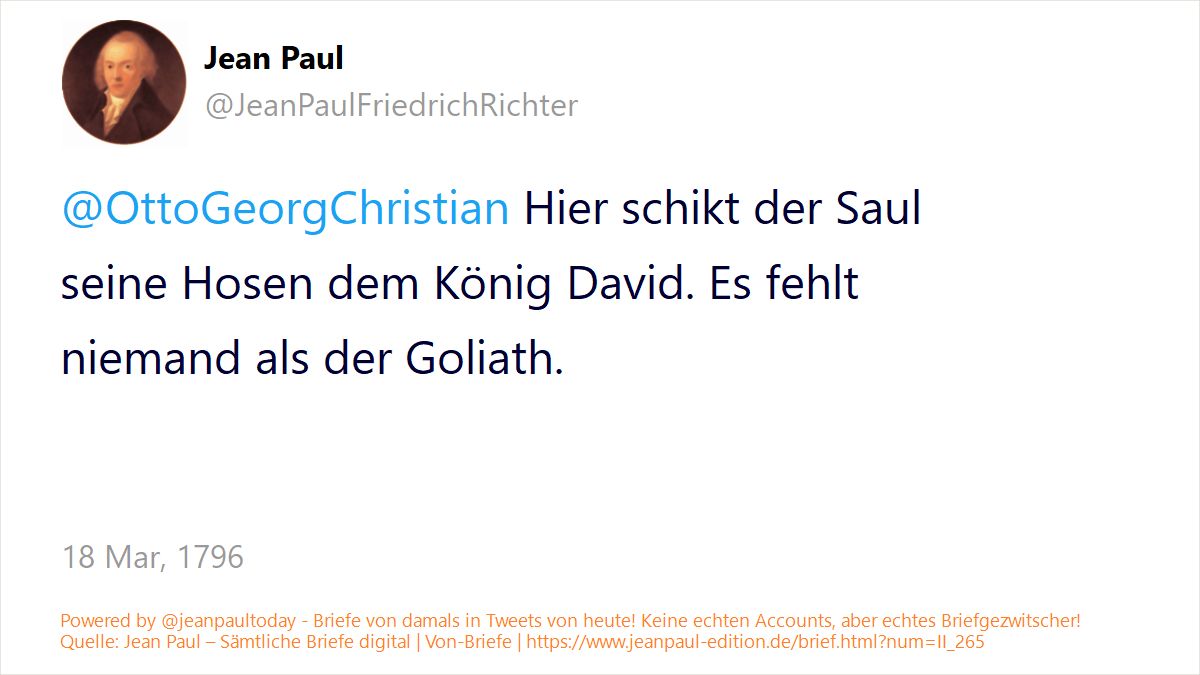 Jean Paul
@JeanPaulFriedrichRichter
@OttoGeorgChristian Hier schikt der Saul
seine Hosen dem König David. Es fehlt
niemand als der Goliath.
18 Mar, 1796
Powered by @jeanpaultoday - Briefe von damals in Tweets von heute! Keine echten Accounts, aber echtes Briefgezwitscher!
Quelle: Jean Paul – Sämtliche Briefe digital | Von-Briefe | https://www.jeanpaul-edition.de/brief.html?num=II_265